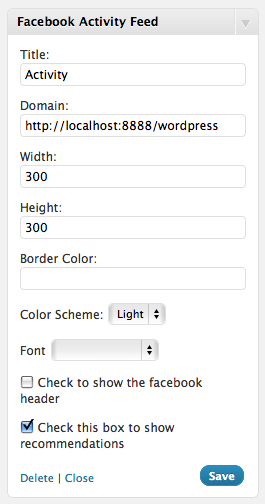 Facebook Activity Feed
Title:
Activity
Domain:
http://localhost:8888/wordpress
Width:
300
Height:
300
Border Color:
Color Scheme: Light
Font
Check to show the facebook
header
Check this box to show
recommendations
Delete | Close Save